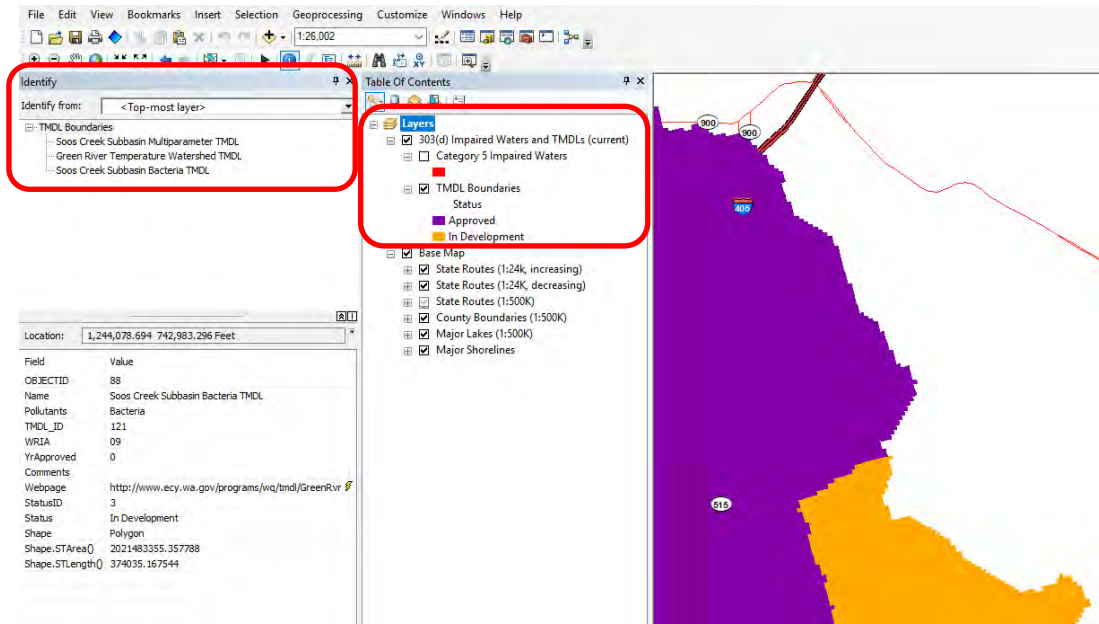 File Edit View Bookmarks Insert Selection Geoprocessing Customize Windows Help
1:26,002
Identify
Identify from: <Top-most layer>
TMDL Boundaries
Soos Creek Subbasin Multiparameter TMDL
Green River Temperature Watershed TMDL
Soos Creek Subbasin Bacteria TMDL
Location: 1,244,078.694 742,983.296 Feet
Field Value
OBJECTID 88
Name Soos Creek Subbasin Bacteria TMDL
Pollutants Bacteria
TMDL_ID 121
WRIA 09
YrApproved 0
Comments
Webpage http://www.ecy.wa.gov/programs/wq/tmdl/GreenRvr
StatusID 3
Status In Development
Shape Polygon
Shape.STArea() 2021483355.357788
Shape.STLength() 374035.167544
Table Of Contents
Layers
303(d) Impaired Waters and TMDLs (current)
Category 5 Impaired Waters
TMDL Boundaries
Status
Approved
In Development
Base Map
State Routes (1:24k, increasing)
State Routes (1:24K, decreasing)
State Routes (1:500K)
County Boundaries (1:500K)
Major Lakes (1:500K)
Major Shorelines
900
900
405
515